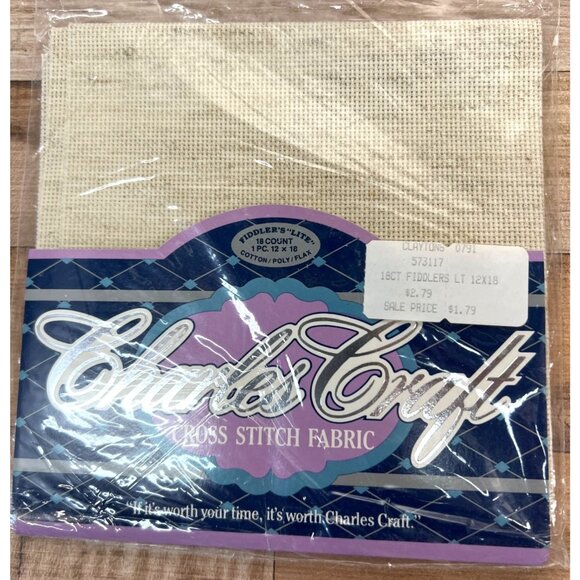 FIDDLER'S "LITE"
18 COUNT
1 PC. 12 × 18
COTTON/POLY/FLAX
CLAYTONS 0791
573117
18CT FIDDLERS LT 12X18
$2.79
SALE PRICE $1.79
Charles Craft
CROSS STITCH FABRIC
"If it's worth your time, it's worth Charles Craft."